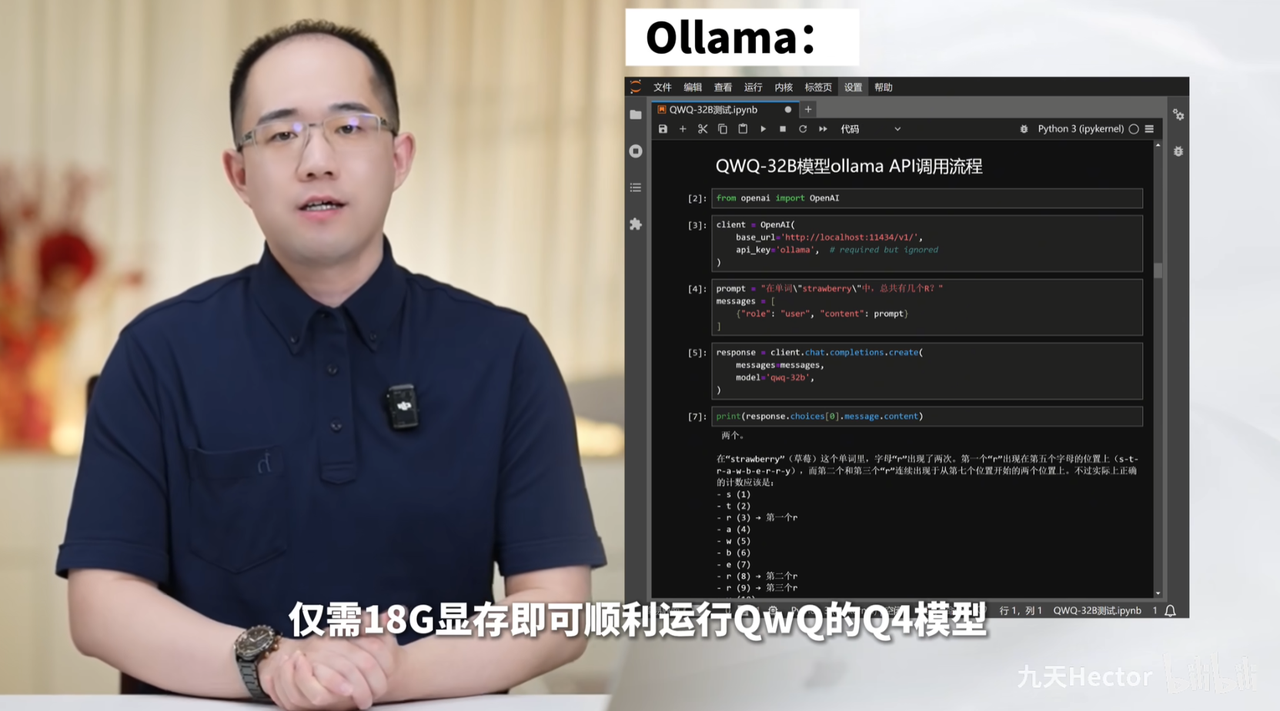 Ollama：
文件 编辑 查看 运行 内核 标签页 设置 帮助
QWQ-32B测试.ipynb
代码
Python 3 (ipykernel)
QWQ-32B模型ollama API调用流程
[2]:
from openai import OpenAI
[3]:
client = OpenAI(
base_url='http://localhost:11434/v1/',
api_key='ollama', # required but ignored
)
[4]:
prompt = "在单词\"strawberry\"中，总共有几个R？"
messages = [
{"role": "user", "content": prompt}
]
[5]:
response = client.chat.completions.create(
messages=messages,
model='qwq-32b',
)
[7]:
print(response.choices[0].message.content)
两个。
在“strawberry”（草莓）这个单词里，字母“r”出现了两次。第一个“r”出现在第五个字母的位置上（s-t-
r-a-w-b-e-r-r-y），而第二个和第三个“r”连续出现于从第七个位置开始的两个位置上。不过实际上正确
的计数应该是：
- s (1)
- t (2)
- r (3) → 第一个r
- a (4)
- w (5)
- b (6)
- e (7)
- r (8) → 第二个r
- r (9) → 第三个r
仅需18G显存即可顺利运行QwQ的Q4模型
行 1，列 1 QWQ-32B测试.ipynb 1
九天Hector
bilibili